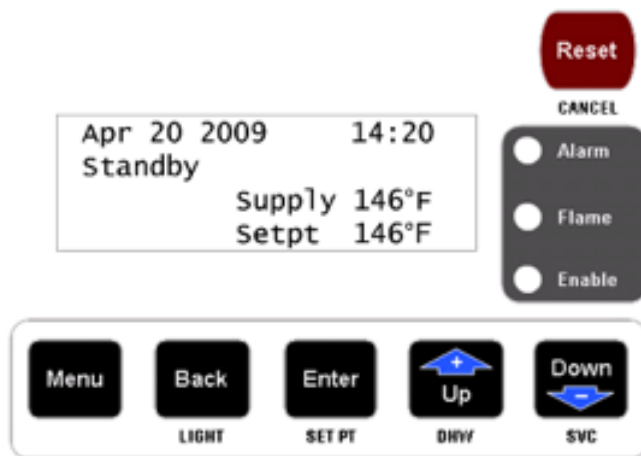 Reset
CANCEL
Apr 20 2009 14:20
Standby
Supply 146°F
Setpt 146°F
Alarm
Flame
Enable
Menu
Back
Enter
+
Up
Down
-
LIGHT
SET PT
DHW
SVC